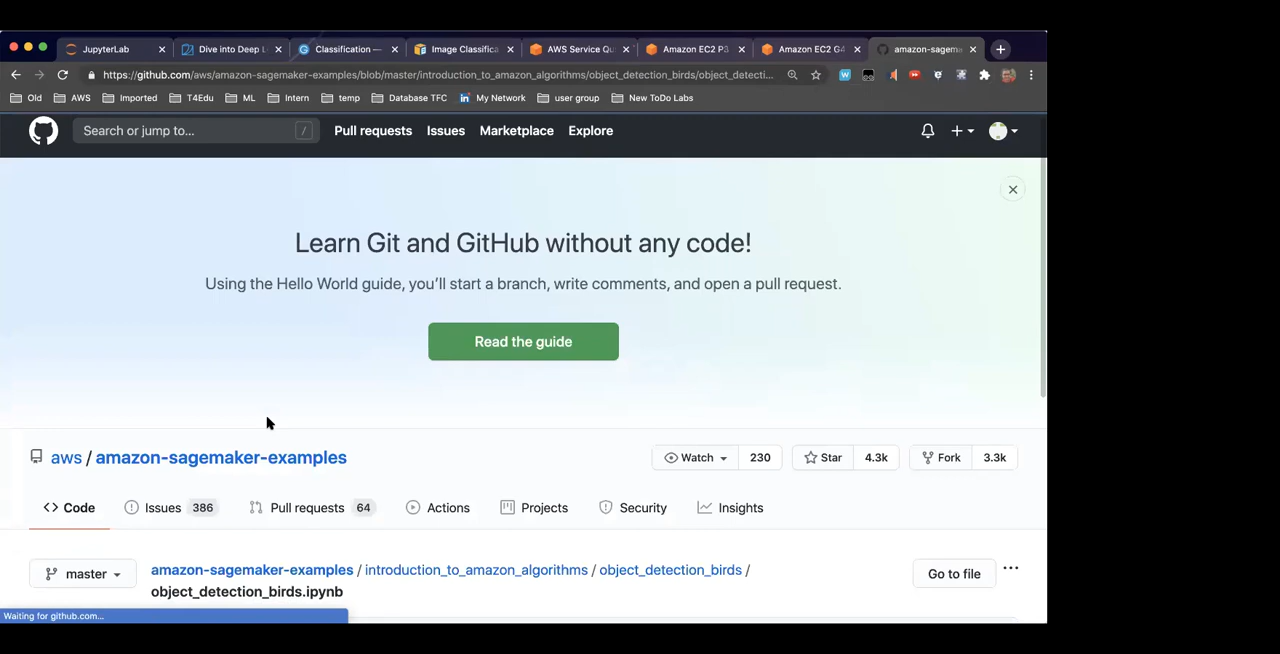 JupyterLab Dive into Deep L Classification — Image Classifica AWS Service Qu Amazon EC2 P3 Amazon EC2 G4 amazon-sagem
https://github.com/aws/amazon-sagemaker-examples/blob/master/introduction_to_amazon_algorithms/object_detection_birds/object_detecti...
Old AWS Imported T4Edu ML Intern temp Database TFC My Network user group New ToDo Labs
Search or jump to... / Pull requests Issues Marketplace Explore
Learn Git and GitHub without any code!
Using the Hello World guide, you’ll start a branch, write comments, and open a pull request.
Read the guide
aws / amazon-sagemaker-examples Watch 230 Star 4.3k Fork 3.3k
Code Issues 386 Pull requests 64 Actions Projects Security Insights
master amazon-sagemaker-examples / introduction_to_amazon_algorithms / object_detection_birds / Go to file ...
object_detection_birds.ipynb
Waiting for github.com...